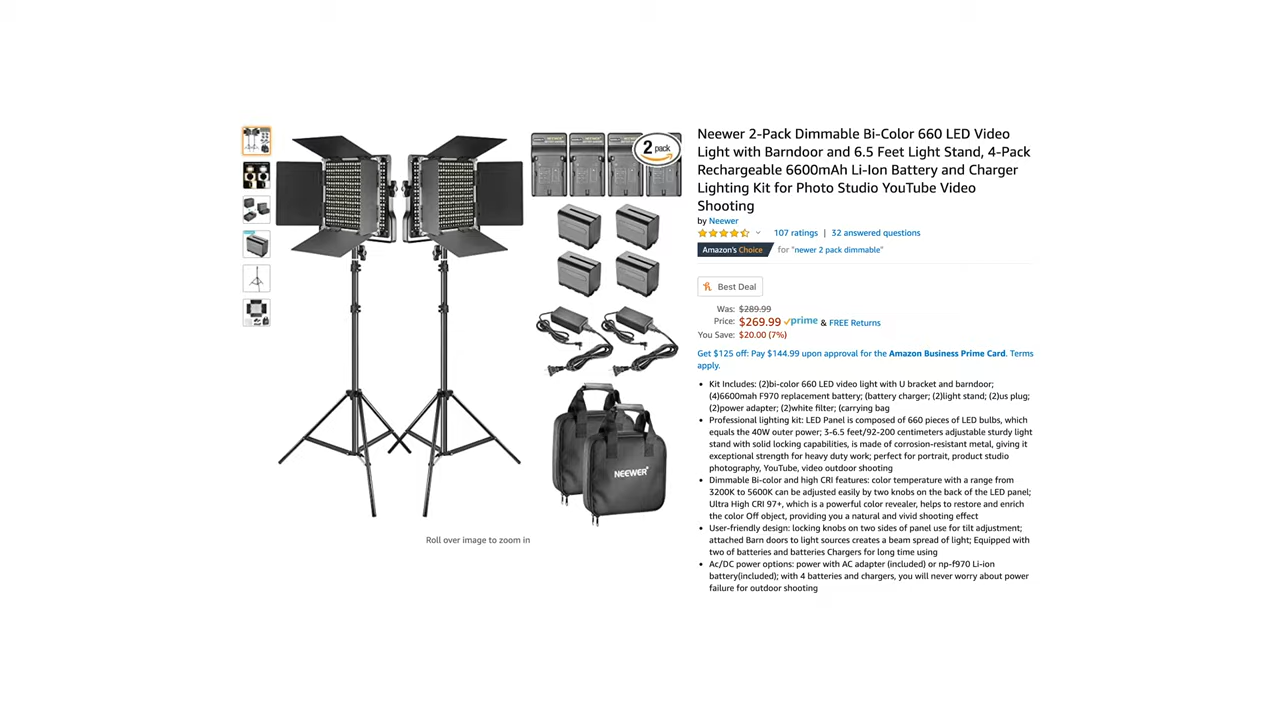 2 pack
NEEWER
Roll over image to zoom in
Neewer 2-Pack Dimmable Bi-Color 660 LED Video
Light with Barndoor and 6.5 Feet Light Stand, 4-Pack
Rechargeable 6600mAh Li-Ion Battery and Charger
Lighting Kit for Photo Studio YouTube Video
Shooting
by Neewer
107 ratings | 32 answered questions
Amazon's Choice for "newer 2 pack dimmable"
Best Deal
Was: $289.99
Price: $269.99 prime & FREE Returns
You Save: $20.00 (7%)
Get $125 off: Pay $144.99 upon approval for the Amazon Business Prime Card. Terms
apply.
• Kit Includes: (2)bi-color 660 LED video light with U bracket and barndoor;
(4)6600mah F970 replacement battery; (battery charger; (2)light stand; (2)us plug;
(2)power adapter; (2)white filter; (carrying bag
• Professional lighting kit: LED Panel is composed of 660 pieces of LED bulbs, which
equals the 40W outer power; 3-6.5 feet/92-200 centimeters adjustable sturdy light
stand with solid locking capabilities, is made of corrosion-resistant metal, giving it
exceptional strength for heavy duty work; perfect for portrait, product studio
photography, YouTube, video outdoor shooting
• Dimmable Bi-color and high CRI features: color temperature with a range from
3200K to 5600K can be adjusted easily by two knobs on the back of the LED panel;
Ultra High CRI 97+, which is a powerful color revealer, helps to restore and enrich
the color Off object, providing you a natural and vivid shooting effect
• User-friendly design: locking knobs on two sides of panel use for tilt adjustment;
attached Barn doors to light sources creates a beam spread of light; Equipped with
two of batteries and batteries Chargers for long time using
• Ac/DC power options: power with AC adapter (included) or np-f970 Li-ion
battery(included); with 4 batteries and chargers, you will never worry about power
failure for outdoor shooting